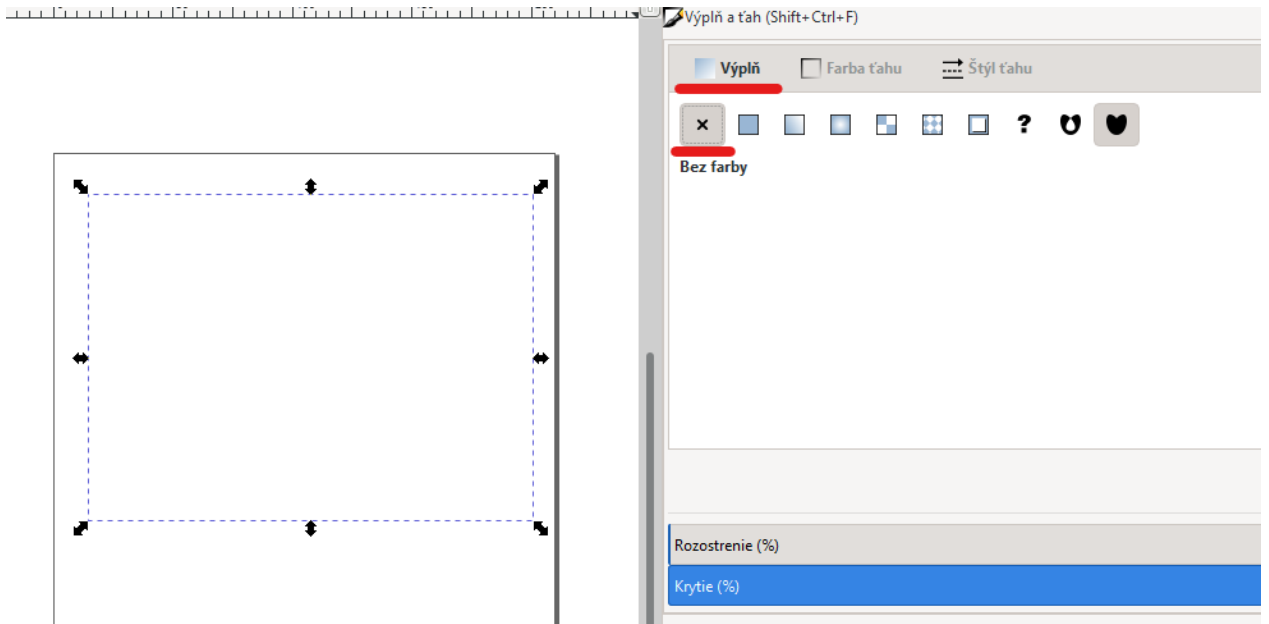 Výplň a ťah (Shift+Ctrl+F)
Výplň Farba ťahu Štýl ťahu
Bez farby
Rozostrenie (%)
Krytie (%)